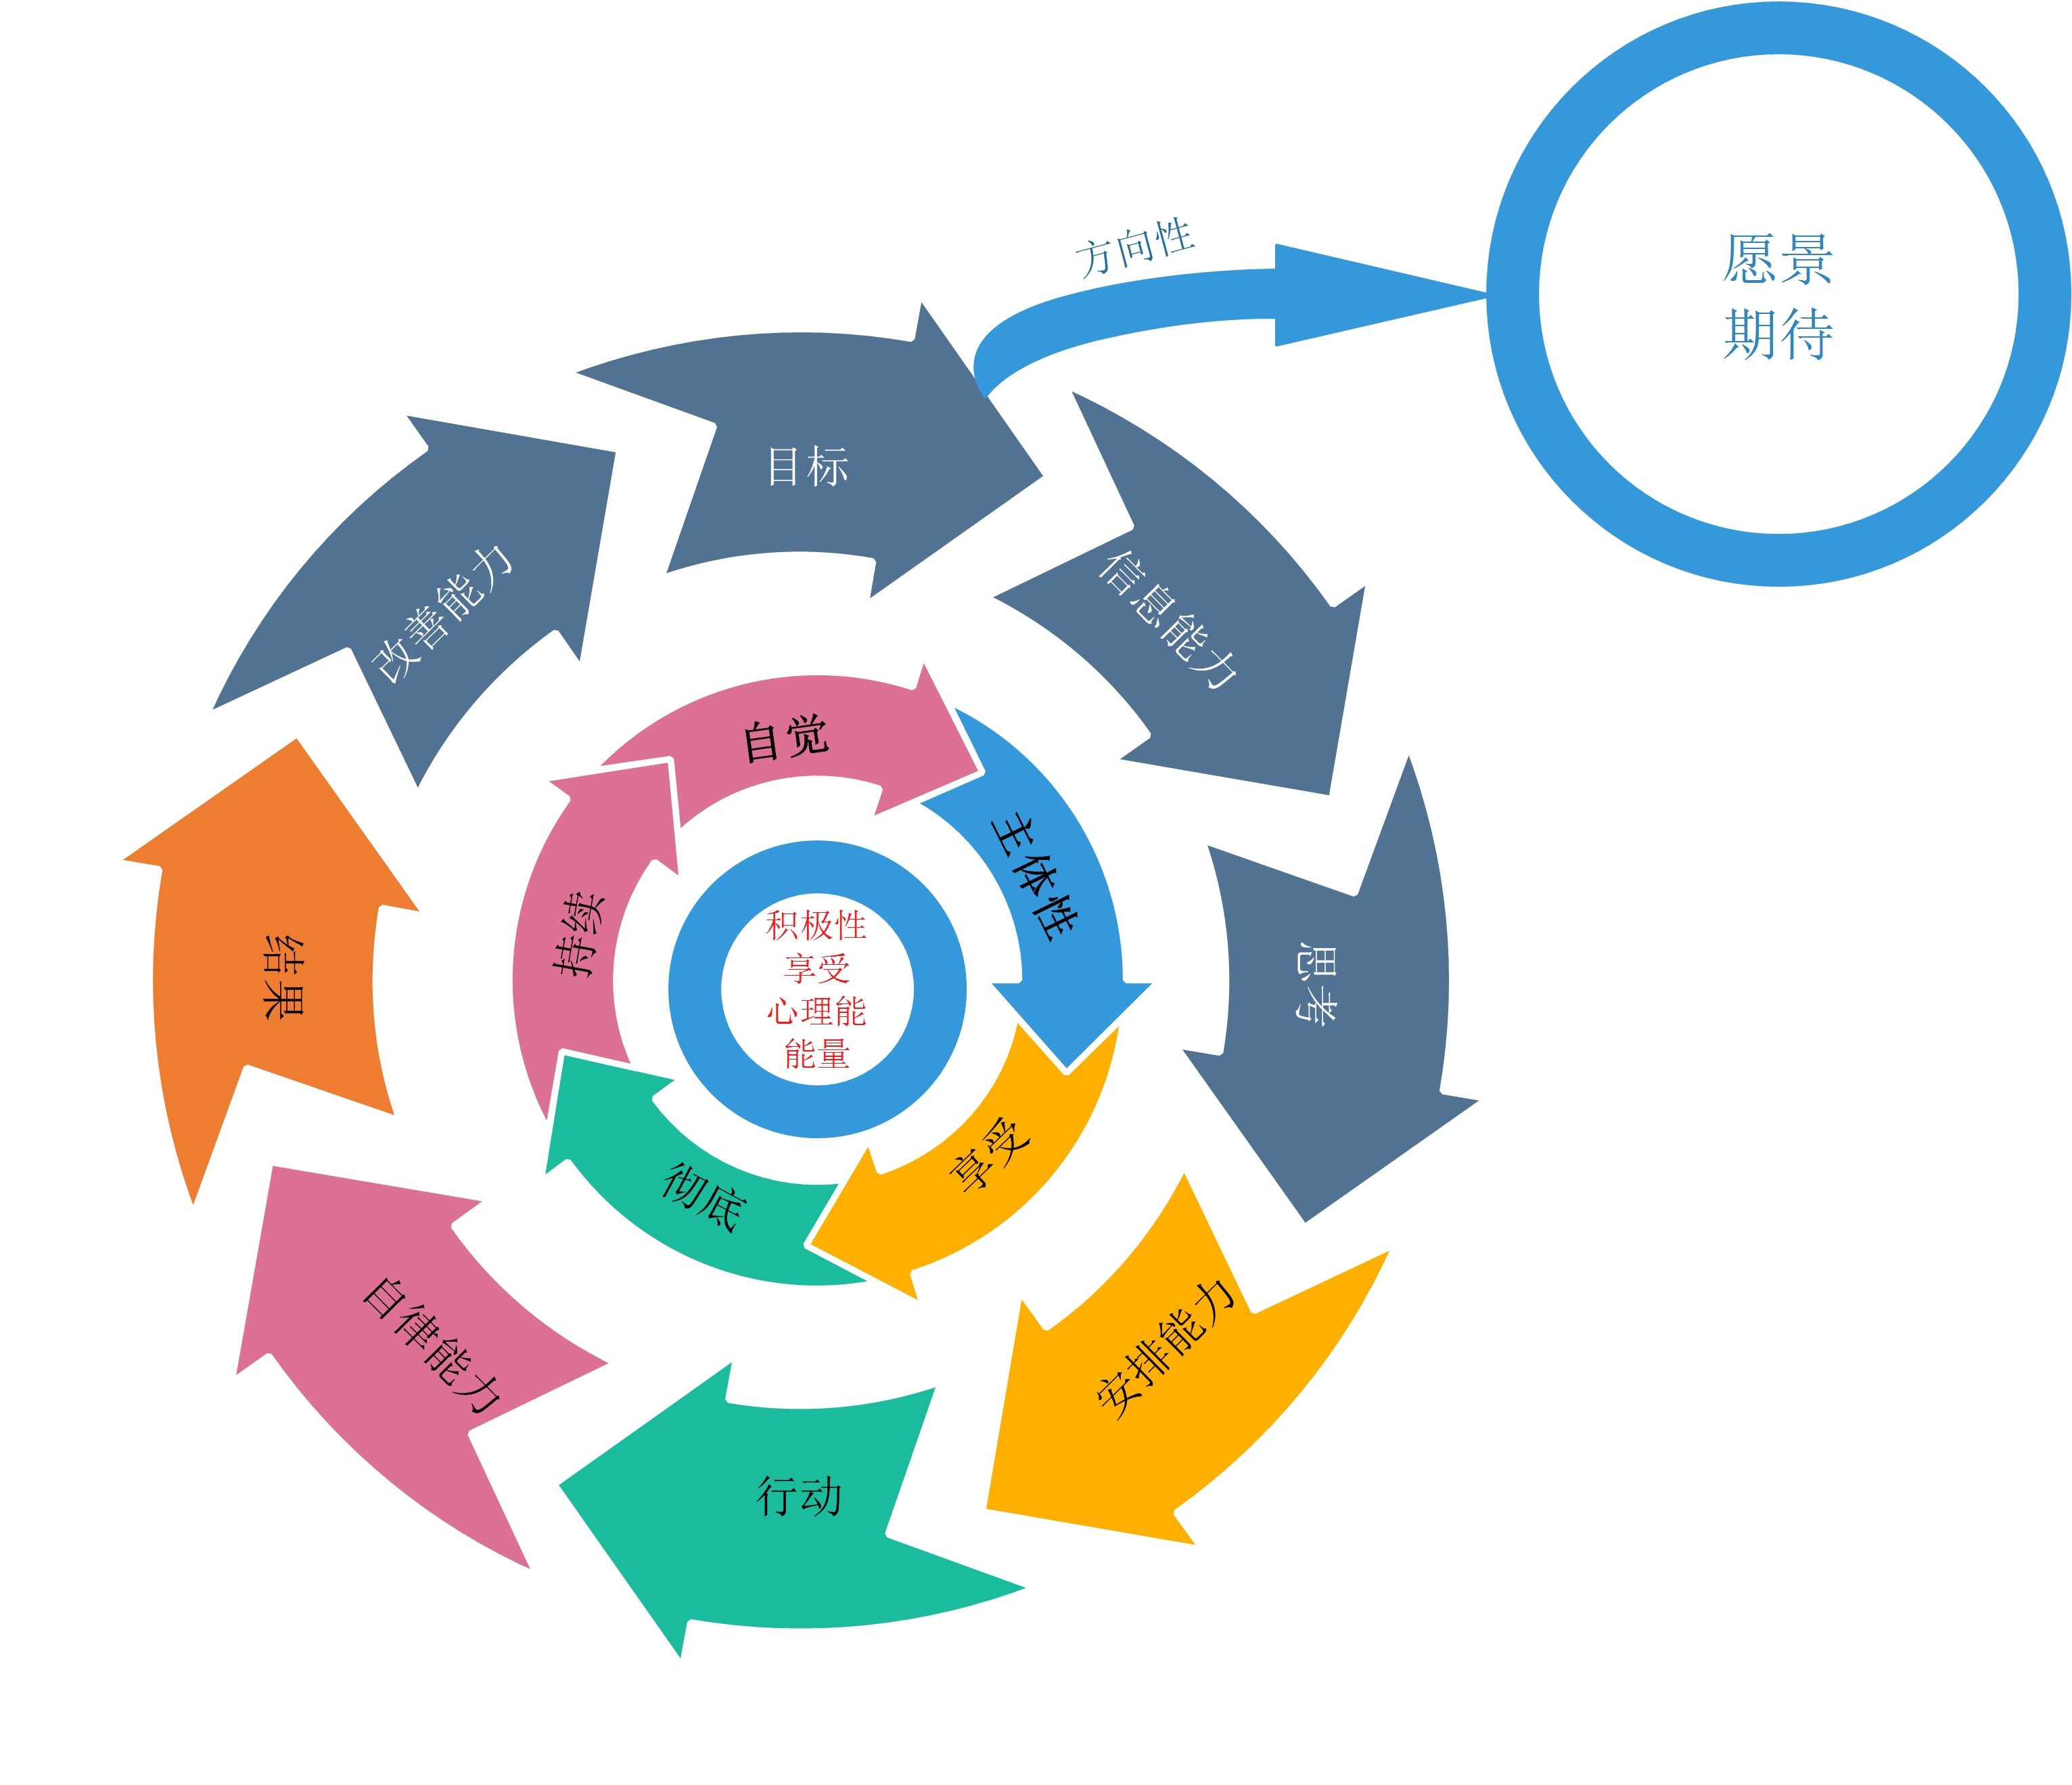 愿景
期待
方向性
目标
信息能力
思考
安排能力
行动
自律能力
结果
改善能力
自觉
主体性
享受
彻底
持续
积极性
享受
心理能
能量